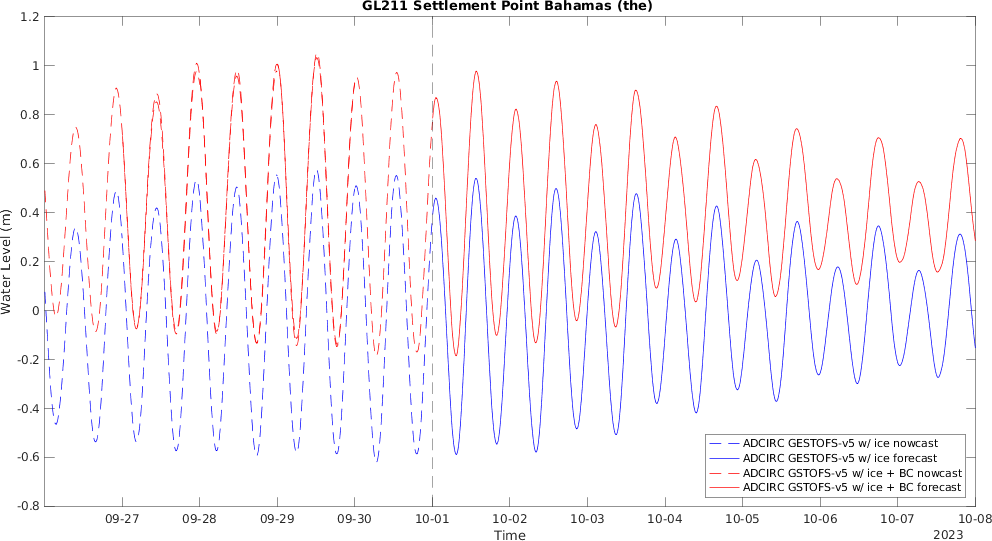 GL211 Settlement Point Bahamas (the)
1.2
1
0.8
0.6
0.4
0.2
0
-0.2
-0.4
-0.6
-0.8
Water Level (m)
ADCIRC GESTOFS-v5 w/ ice nowcast
ADCIRC GESTOFS-v5 w/ ice forecast
ADCIRC GSTOFS-v5 w/ ice + BC nowcast
ADCIRC GSTOFS-v5 w/ ice + BC forecast
09-27 09-28 09-29 09-30 10-01 10-02 10-03 10-04 10-05 10-06 10-07 10-08
Time
2023